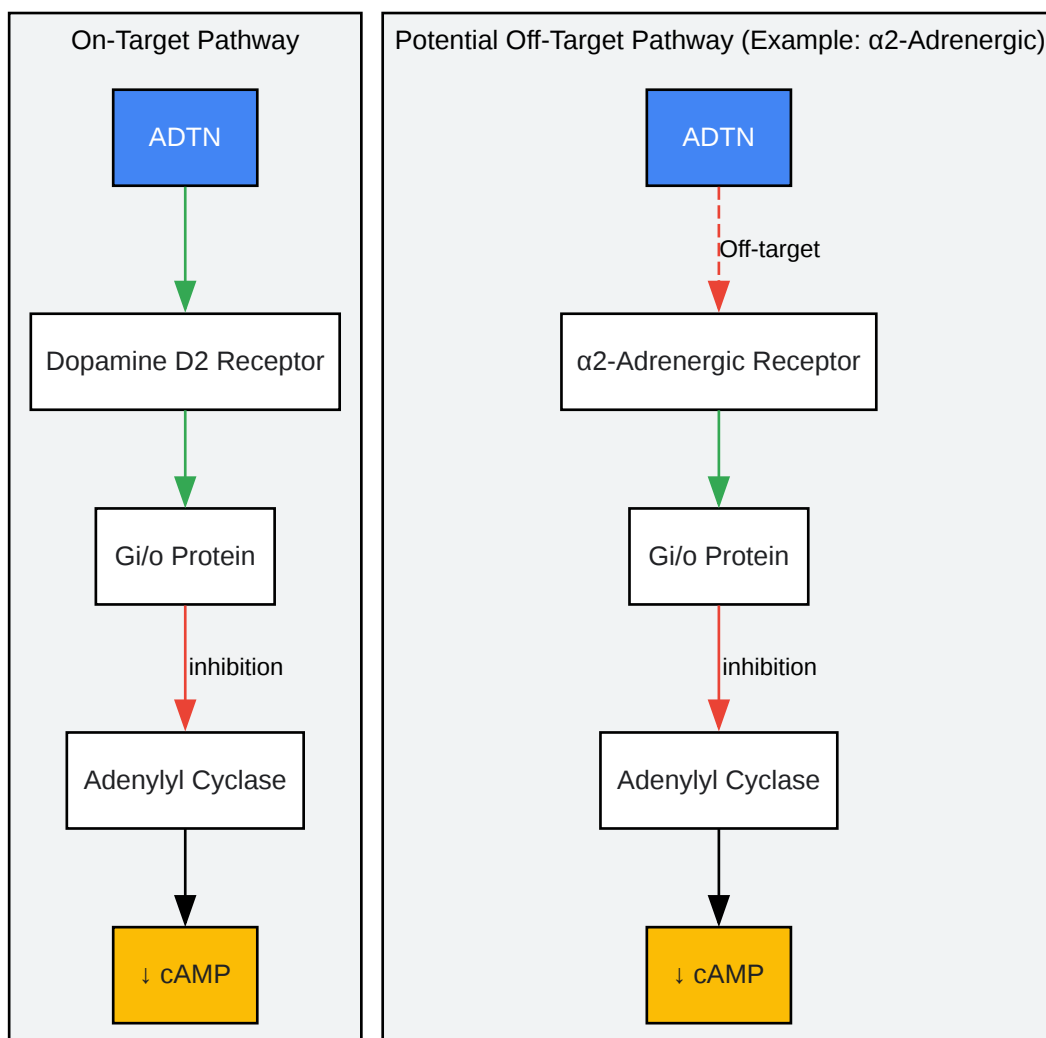 On-Target Pathway
ADTN
Dopamine D2 Receptor
Gi/o Protein
inhibition
Adenylyl Cyclase
↓ cAMP
Potential Off-Target Pathway (Example: α2-Adrenergic)
ADTN
Off-target
α2-Adrenergic Receptor
Gi/o Protein
inhibition
Adenylyl Cyclase
↓ cAMP